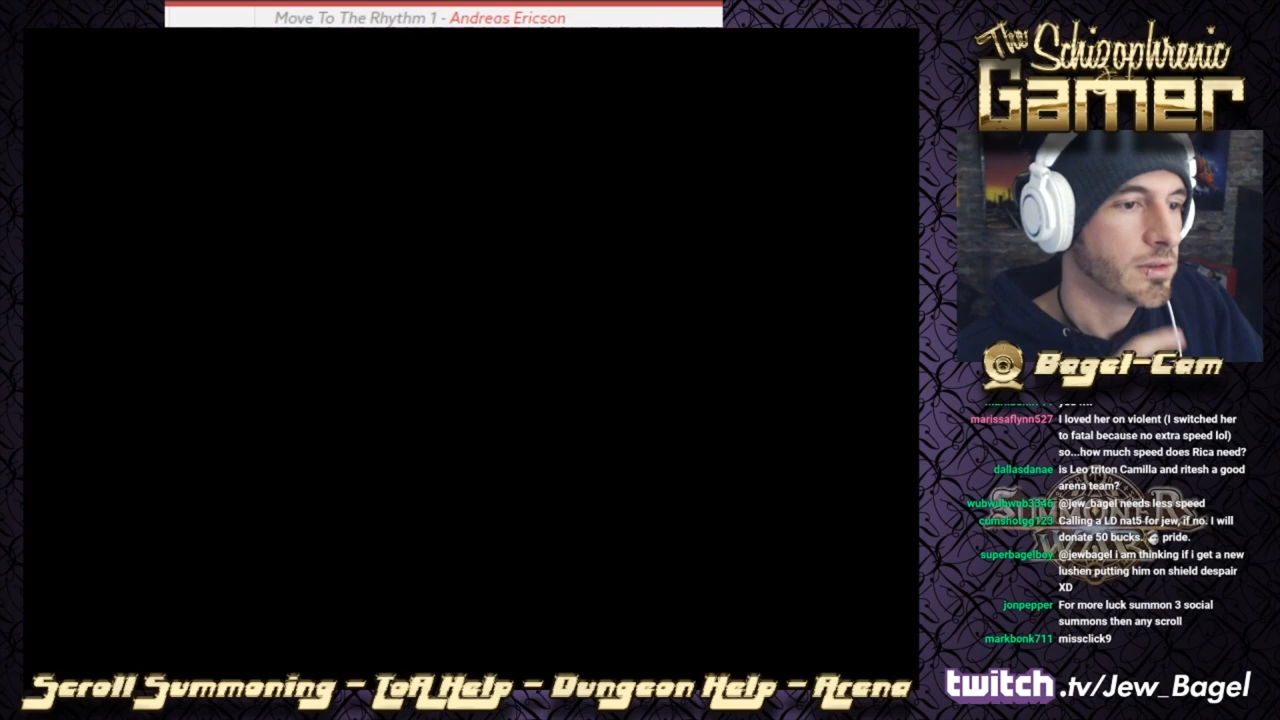 Move To The Rhythm 1 - Andreas Ericson
The Schizophrenic
Gamer
Bagel-Cam
marissaflynn527 I loved her on violent (I switched her
to fatal because no extra speed lol)
so...how much speed does Rica need?
dallasdanae is Leo triton Camilla and ritesh a good
arena team?
wubwubwub3346 @jew_bagel needs less speed
cumshotgg123 Calling a LD nat5 for jew, if no. I will
donate 50 bucks. pride.
superbagelboy @jewbagel i am thinking if i get a new
lushen putting him on shield despair
XD
jonpepper For more luck summon 3 social
summons then any scroll
markbonk711 missclick9
SUMMONERS
WAR
Scroll Summoning - ToA Help - Dungeon Help - Arena
twitch.tv/Jew_Bagel